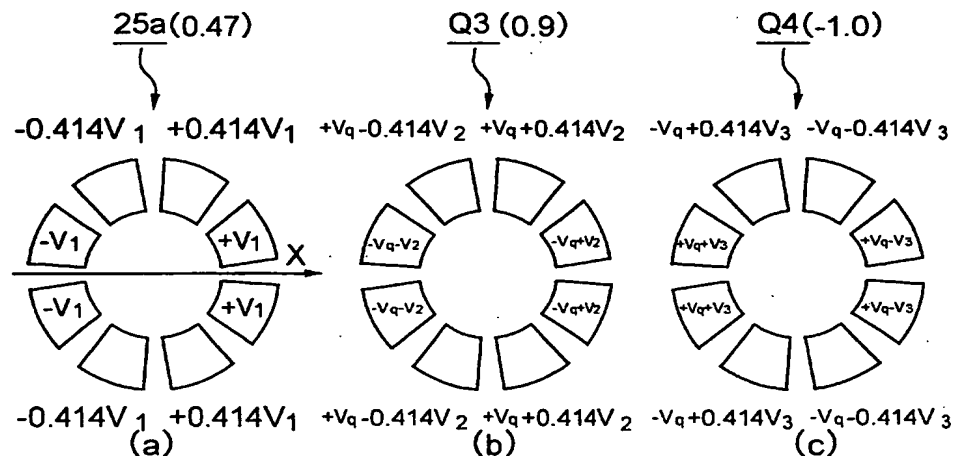 25a(0.47) Q3(0.9) Q4(-1.0)
-0.414V1 +0.414V1 +Vq-0.414V2 +Vq+0.414V2 -Vq+0.414V3 -Vq-0.414V3
-V1 +V1 -Vq-V2 -Vq+V2 +Vq+V3 +Vq-V3
X
-V1 +V1 -Vq-V2 -Vq+V2 +Vq+V3 +Vq-V3
-0.414V1 +0.414V1 +Vq-0.414V2 +Vq+0.414V2 -Vq+0.414V3 -Vq-0.414V3
(a) (b) (c)